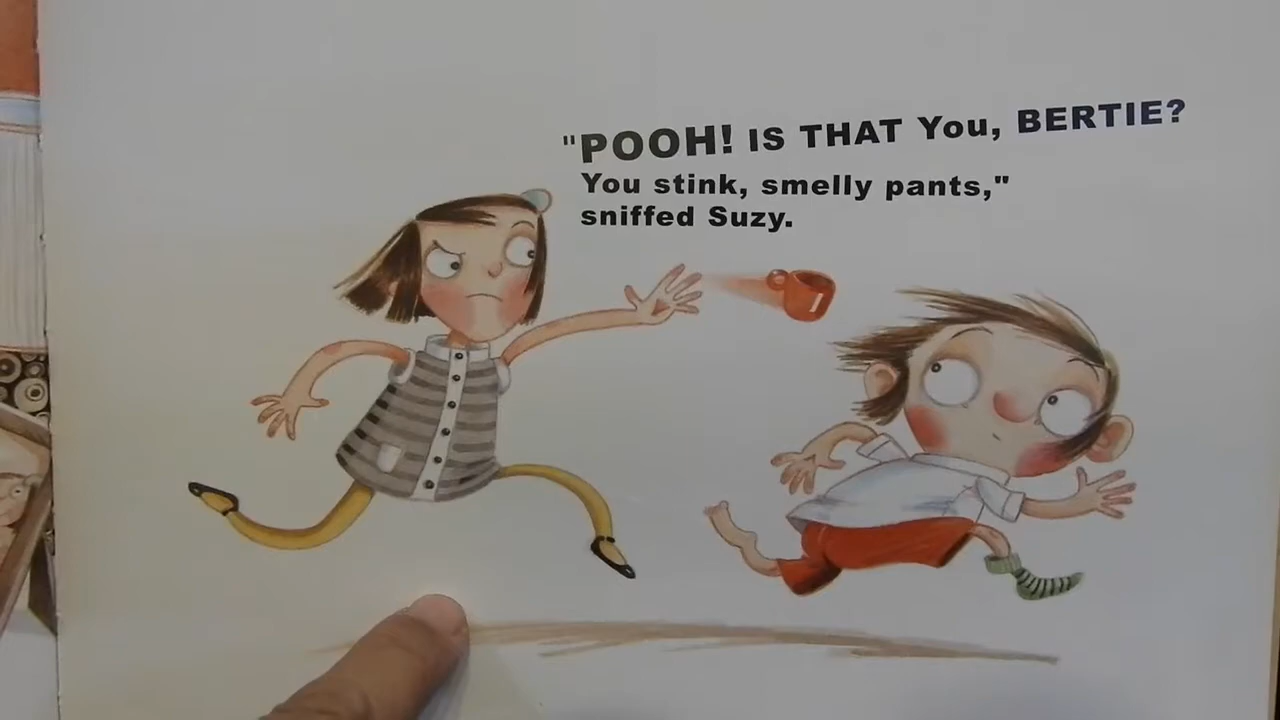 "POOH! IS THAT You, BERTIE?
You stink, smelly pants,"
sniffed Suzy.